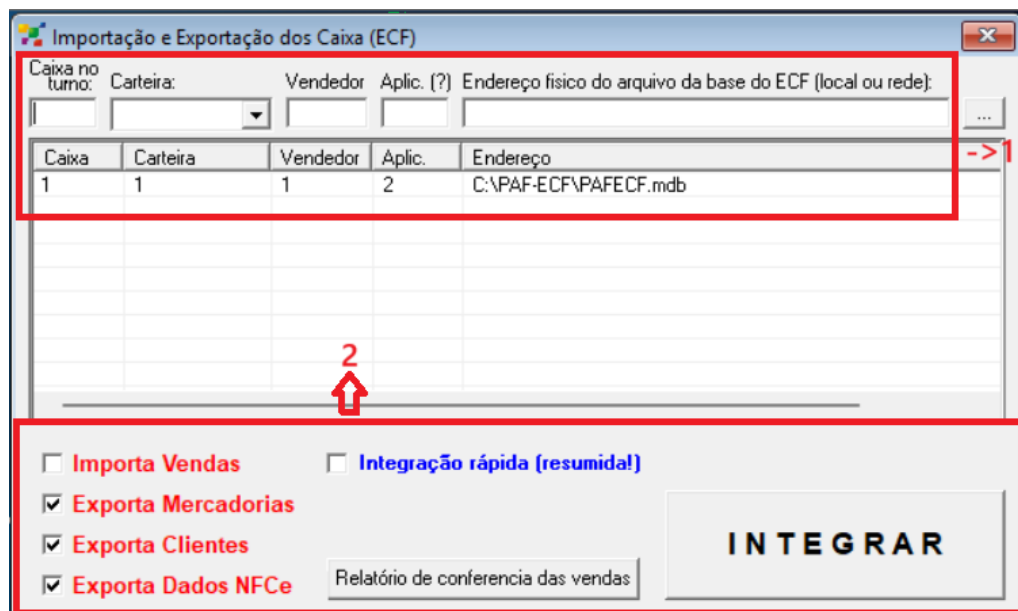 Importação e Exportação dos Caixa (ECF)
Caixa no turno: Carteira: Vendedor Aplic. (?) Endereço fisico do arquivo da base do ECF (local ou rede):
...
Caixa Carteira Vendedor Aplic. Endereço
->1
1 1 1 2 C:\PAF-ECF\PAFECF.mdb
2
Importa Vendas Integração rápida (resumida!)
Exporta Mercadorias
Exporta Clientes
INTEGRAR
Exporta Dados NFCe Relatório de conferencia das vendas